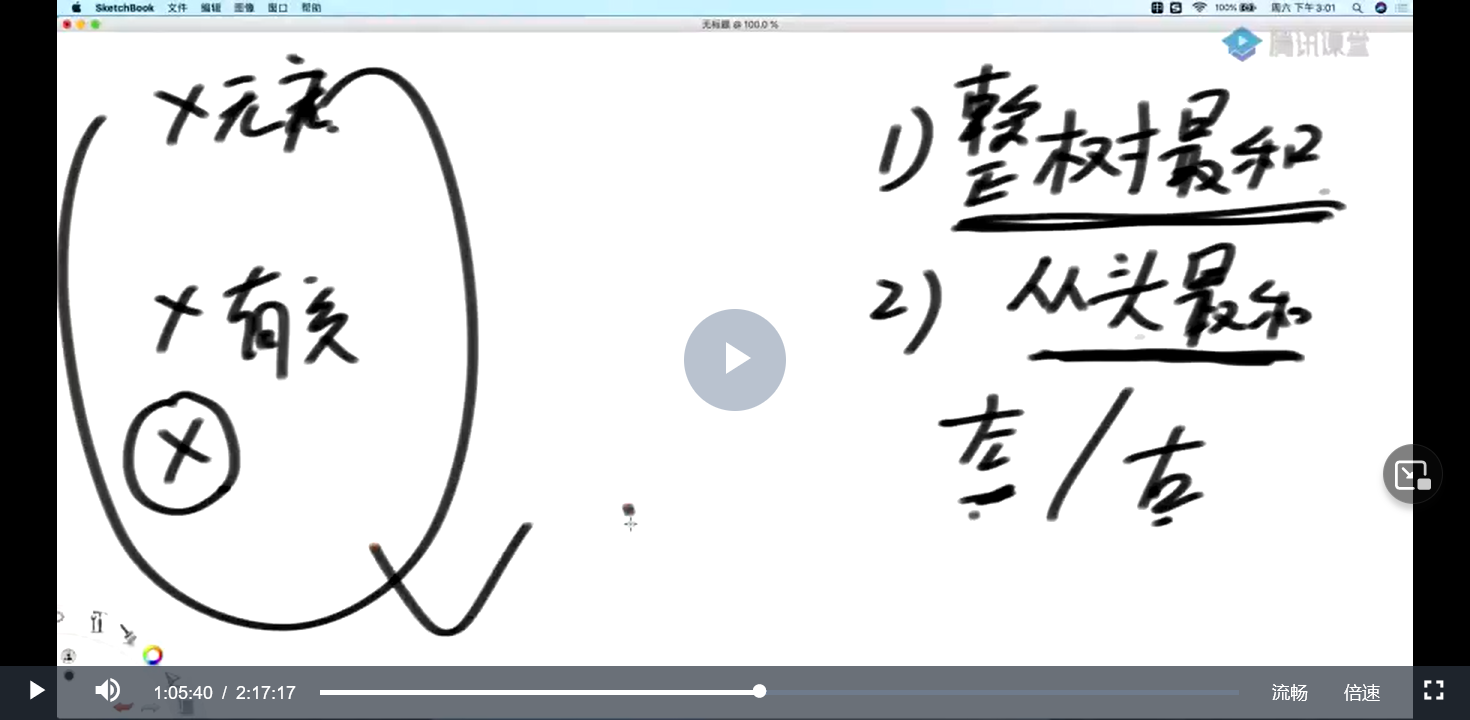 SketchBook 文件 编辑 图像 窗口 帮助 100% 周六 下午3:01
无标题 @ 100.0 %
腾讯课堂
X无关
1) 整树最和
X有关
2) 从头最和
X
左 / 右
1:05:40 / 2:17:17 流畅 倍速